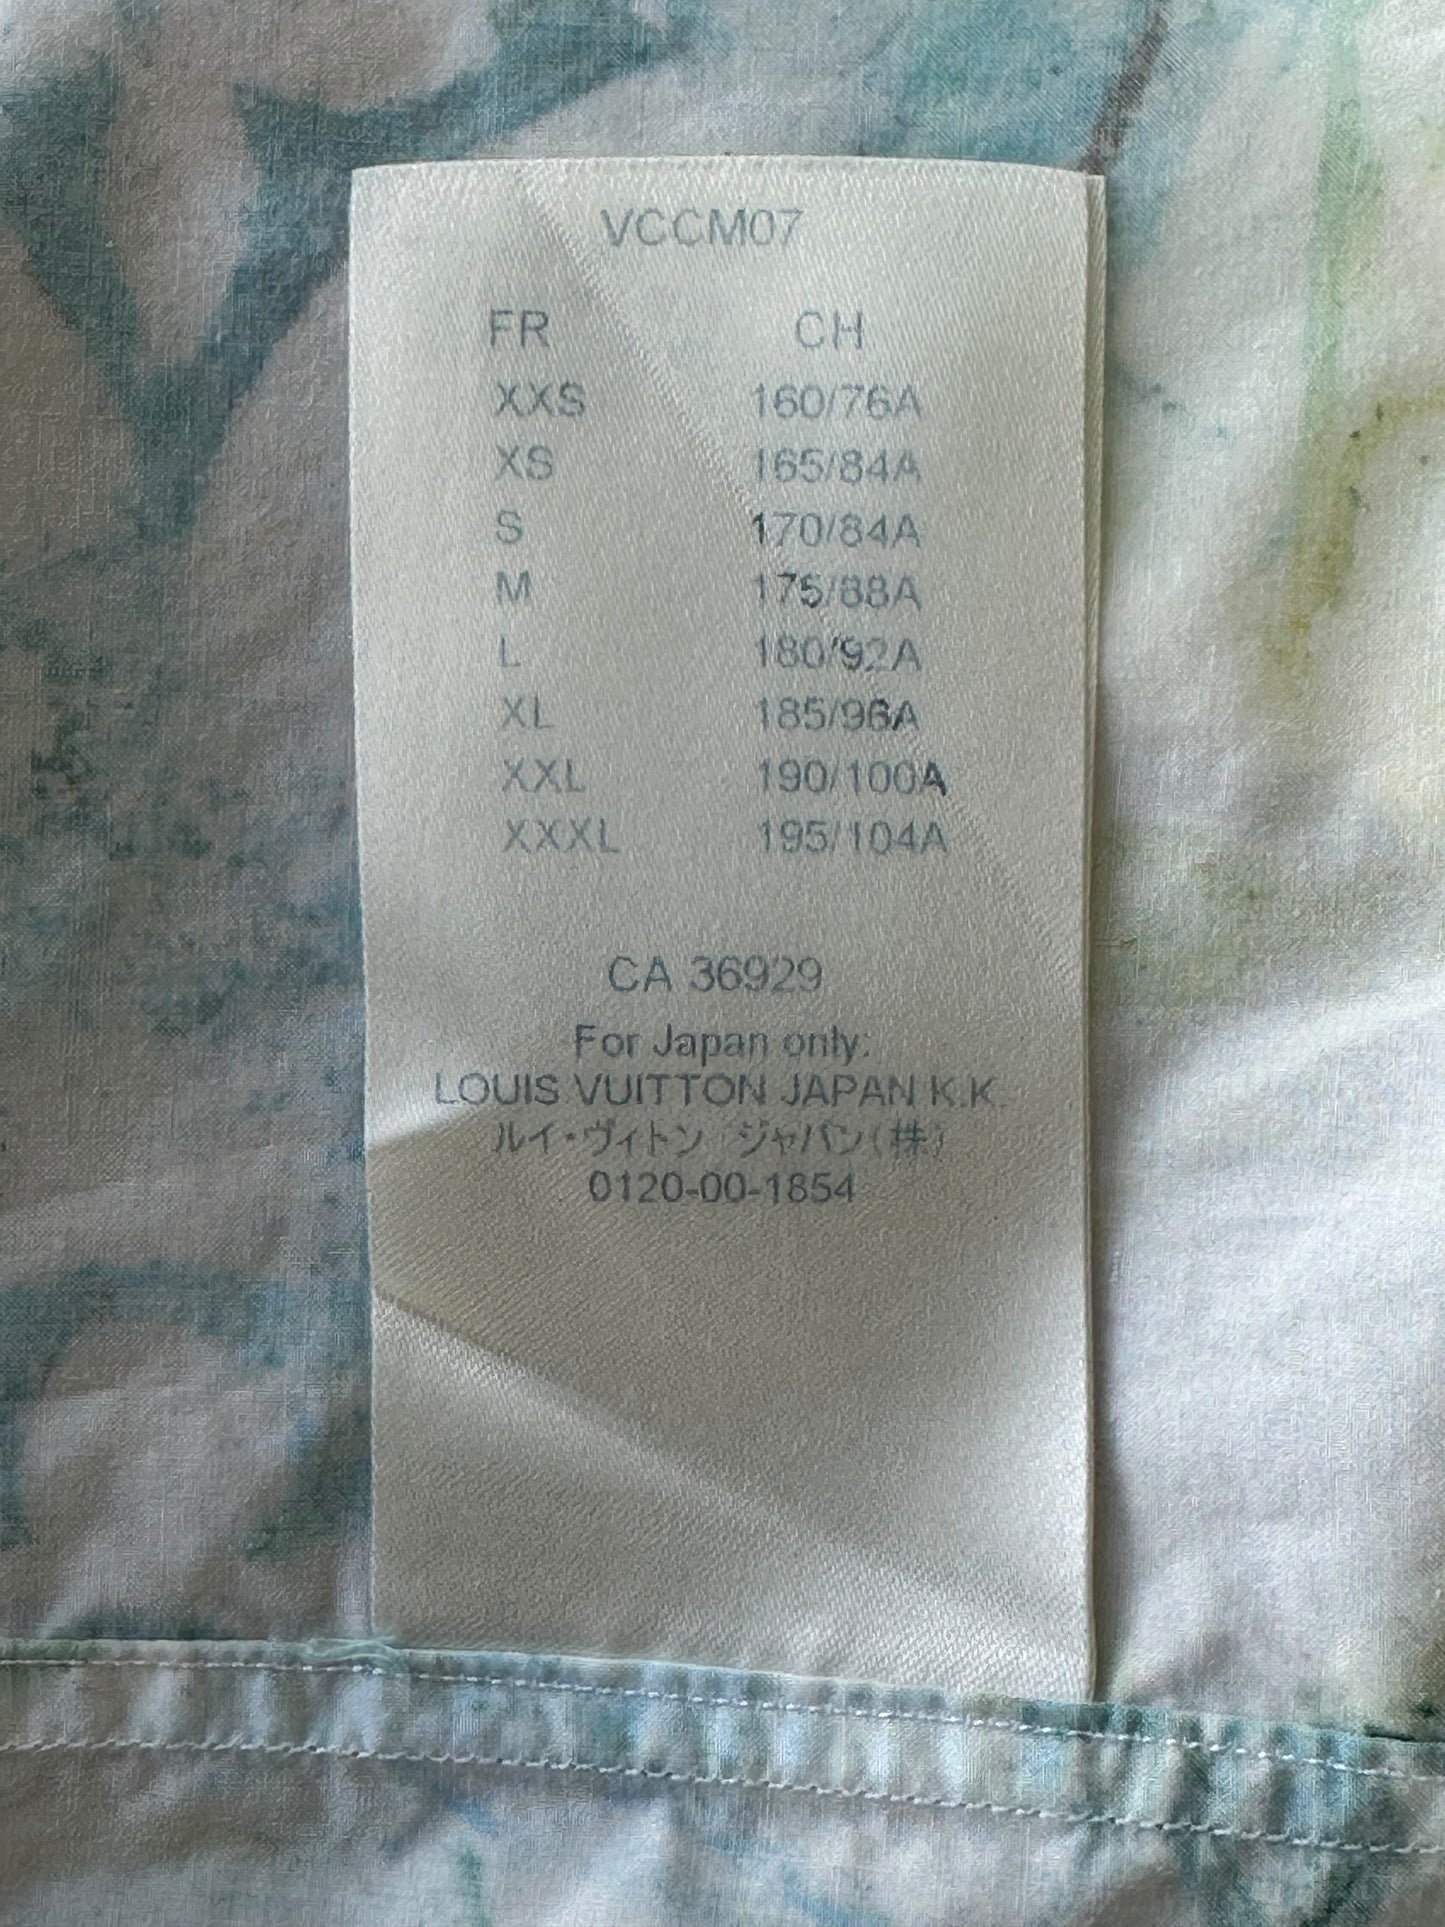 VCCM07
FR CH
XXS 160/76A
XS 165/84A
S 170/84A
M 175/88A
L 180/92A
XL 185/96A
XXL 190/100A
XXXL 195/104A
CA 36929
For Japan only:
LOUIS VUITTON JAPAN K.K.
ルイ・ヴィトン ジャパン(株)
0120-00-1854